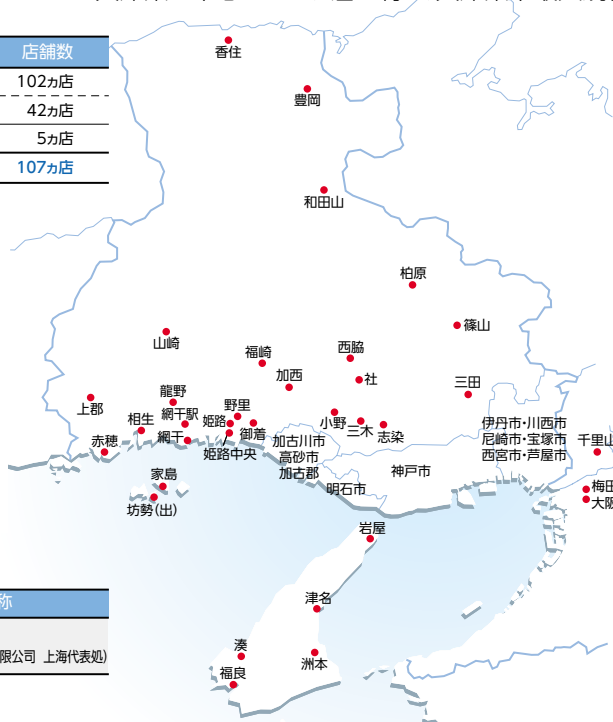 店舗数
102ヵ店
42ヵ店
5ヵ店
107ヵ店
香住
豊岡
和田山
柏原
篠山
山崎
福崎
西脇
加西
社
三田
上郡
龍野
網干駅
相生
網干
赤穂
野里
姫路
御着
姫路中央
小野
三木
志染
加古川市
高砂市
加古郡
明石市
神戸市
伊丹市・川西市
尼崎市・宝塚市
西宮市・芦屋市
千里山
梅田
大阪
家島
坊勢(出)
岩屋
津名
洲本
湊
福良
称
限公司 上海代表処)